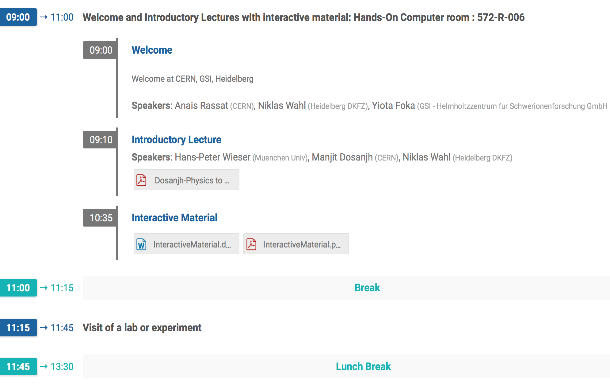 09:00 → 11:00 Welcome and Introductory Lectures with interactive material: Hands-On Computer room : 572-R-006
09:00 Welcome
Welcome at CERN, GSI, Heidelberg
Speakers: Anais Rassat (CERN), Niklas Wahl (Heidelberg DKFZ), Yiota Foka (GSI - Helmholtzzentrum fur Schwerionenforschung GmbH
09:10 Introductory Lecture
Speakers: Hans-Peter Wieser (Muenchen Univ), Manjit Dosanjh (CERN), Niklas Wahl (Heidelberg DKFZ)
Dosanjh-Physics to ...
10:35 Interactive Material
InteractiveMaterial.d... InteractiveMaterial.p...
11:00 → 11:15 Break
11:15 → 11:45 Visit of a lab or experiment
11:45 → 13:30 Lunch Break